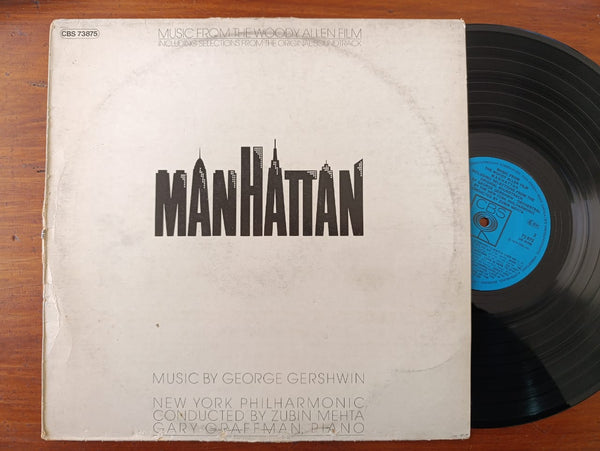 CBS 73875
MUSIC FROM THE WOODY ALLEN FILM
INCLUDING SELECTIONS FROM THE ORIGINAL SOUNDTRACK
MANHATTAN
MUSIC BY GEORGE GERSHWIN
NEW YORK PHILHARMONIC
CONDUCTED BY ZUBIN MEHTA
GARY GRAFFMAN, PIANO
CBS